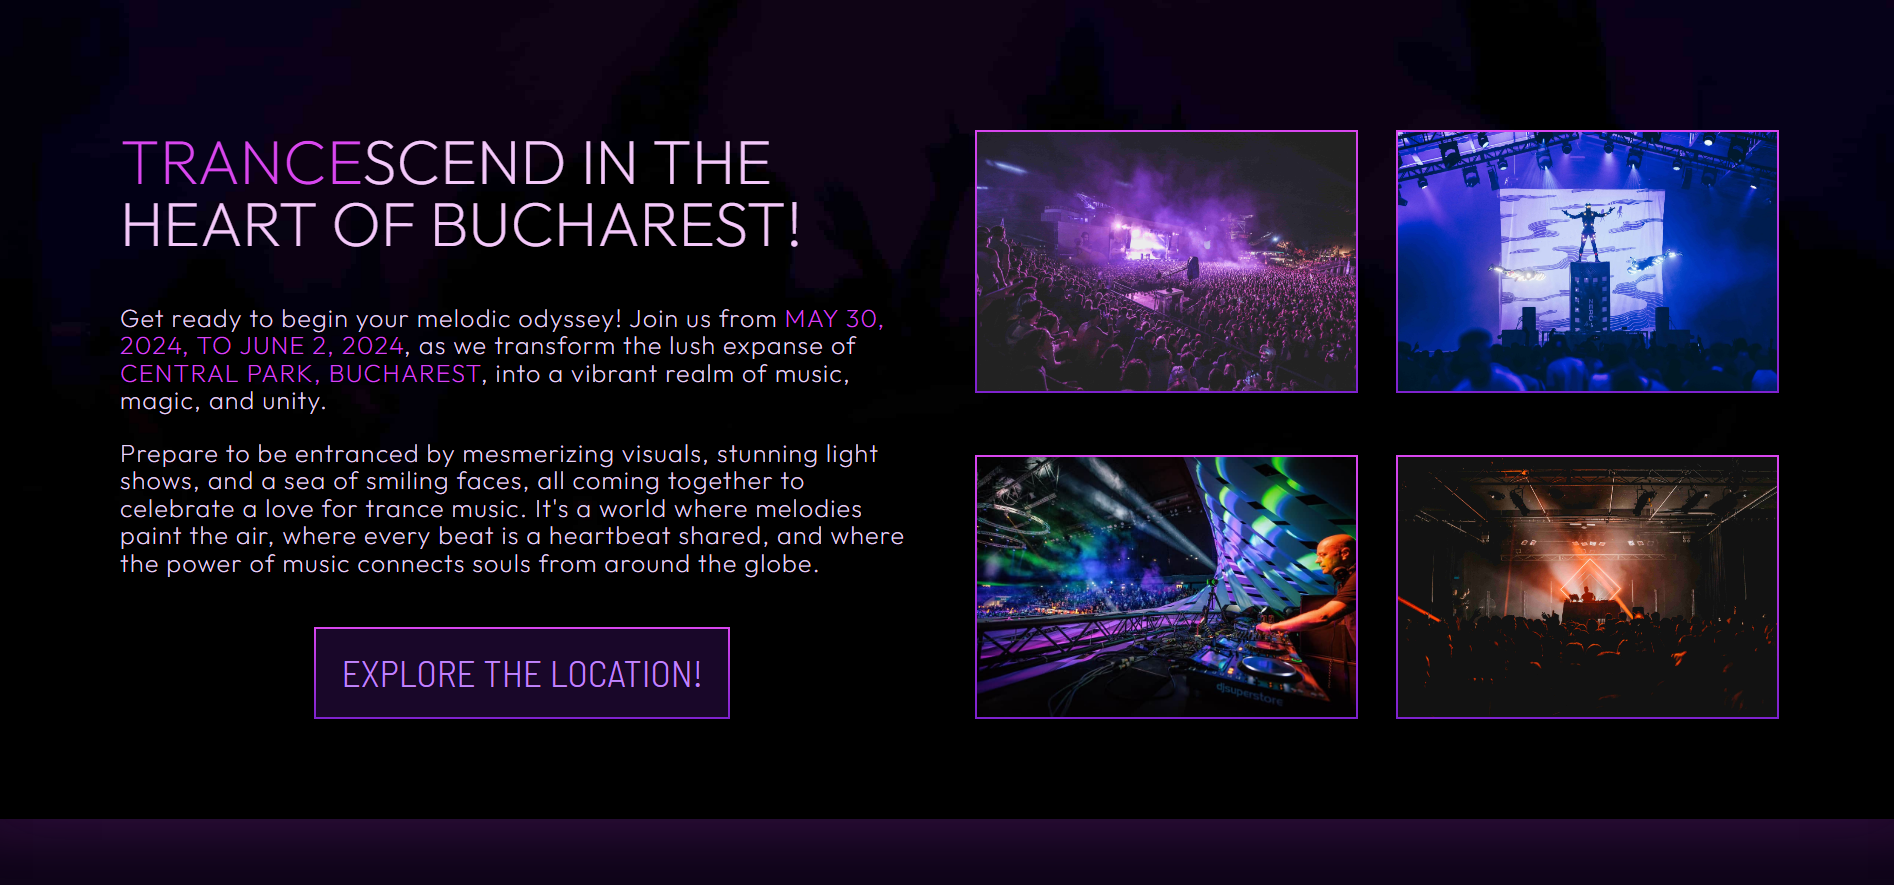 TRANCESCEND IN THE
HEART OF BUCHAREST!
Get ready to begin your melodic odyssey! Join us from MAY 30,
2024, TO JUNE 2, 2024, as we transform the lush expanse of
CENTRAL PARK, BUCHAREST, into a vibrant realm of music,
magic, and unity.
Prepare to be entranced by mesmerizing visuals, stunning light
shows, and a sea of smiling faces, all coming together to
celebrate a love for trance music. It's a world where melodies
paint the air, where every beat is a heartbeat shared, and where
the power of music connects souls from around the globe.
EXPLORE THE LOCATION!
djsuperstore